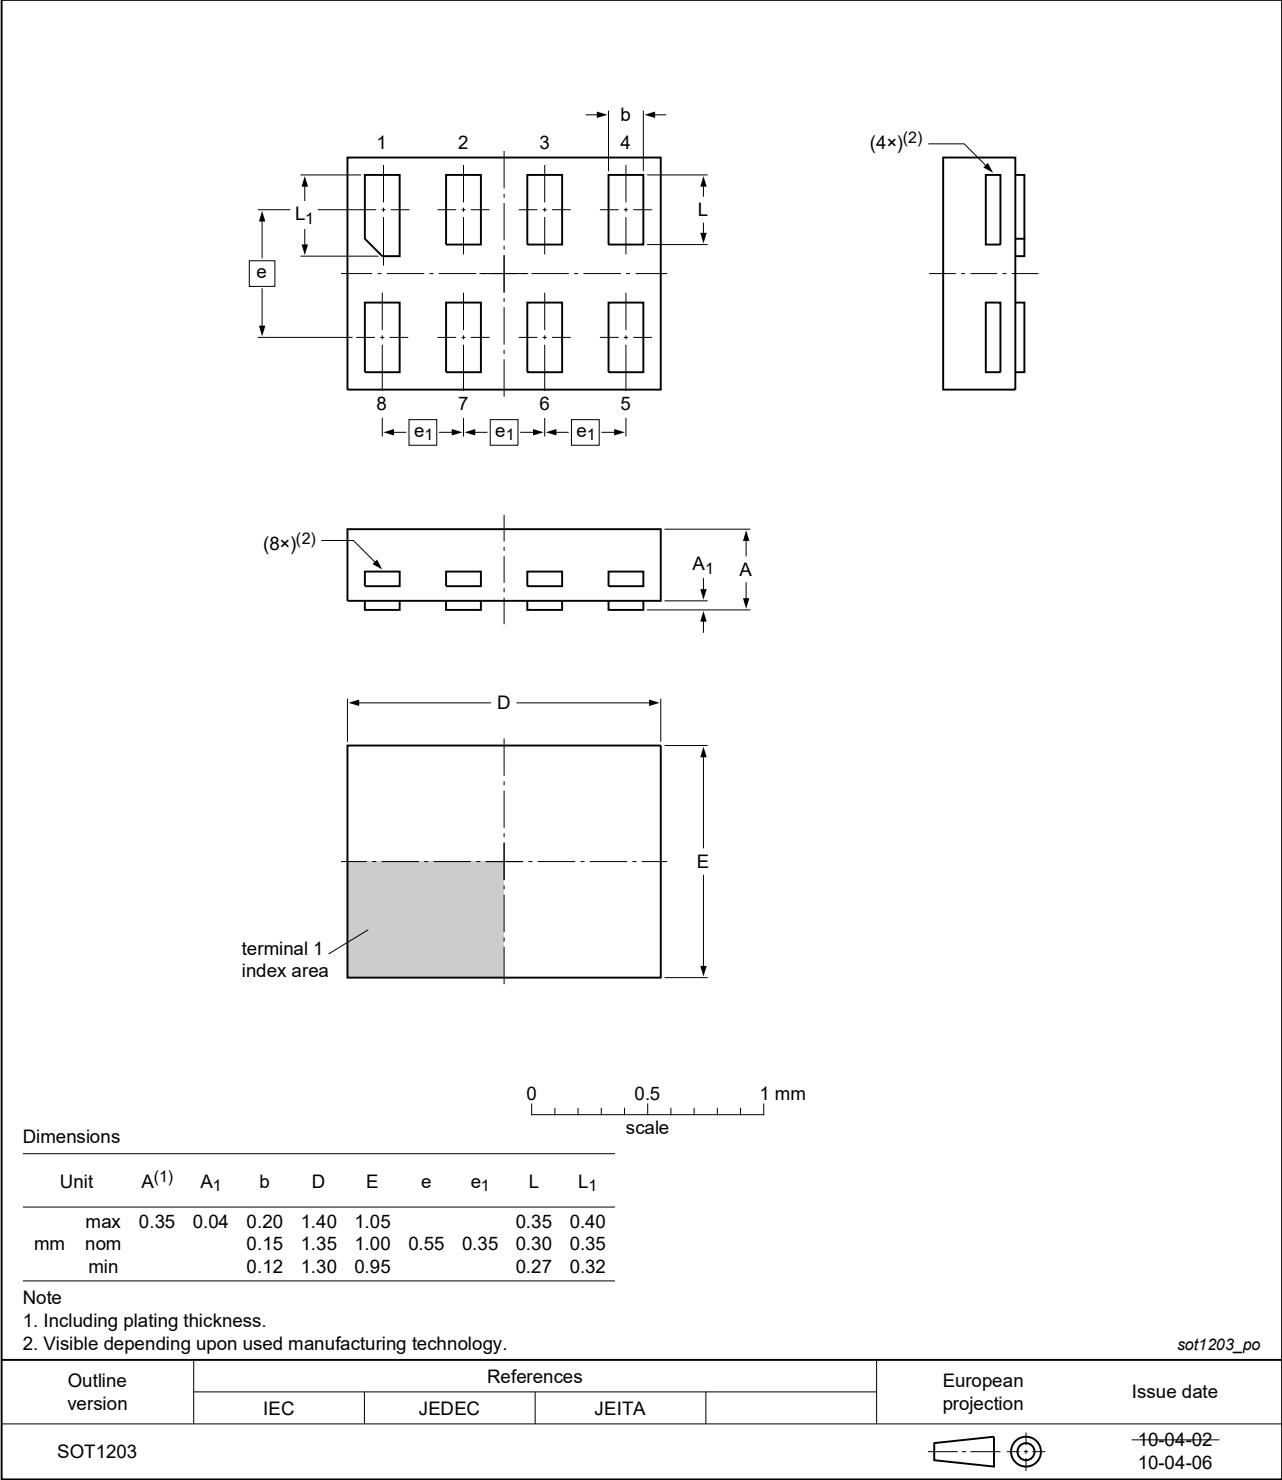 b
1 2 3 4
(4×)(2)
L1
L
e
8 7 6 5
e1 e1 e1
(8×)(2)
A1
A
D
E
terminal 1
index area
0 0.5 1 mm
scale
Dimensions
Unit A(1) A1 b D E e e1 L L1
max 0.35 0.04 0.20 1.40 1.05 0.35 0.40
mm nom 0.15 1.35 1.00 0.55 0.35 0.30 0.35
min 0.12 1.30 0.95 0.27 0.32
Note
1. Including plating thickness.
2. Visible depending upon used manufacturing technology.
sot1203_po
Outline
version
References
IEC JEDEC JEITA
European
projection
Issue date
SOT1203
10-04-02
10-04-06